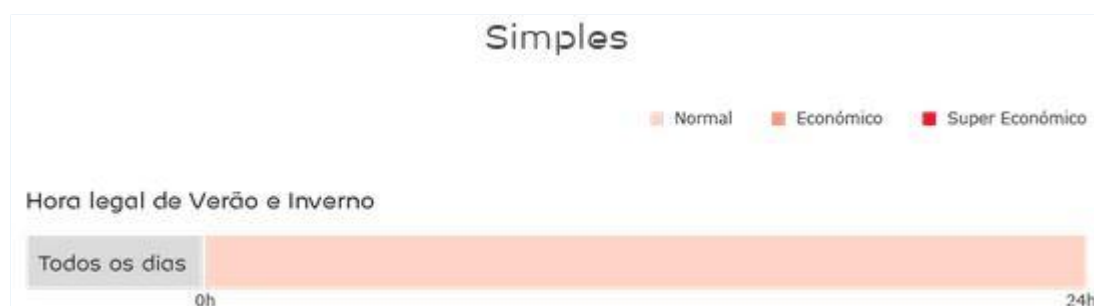 Simples
Normal Económico Super Económico
Hora legal de Verão e Inverno
Todos os dias
0h 24h